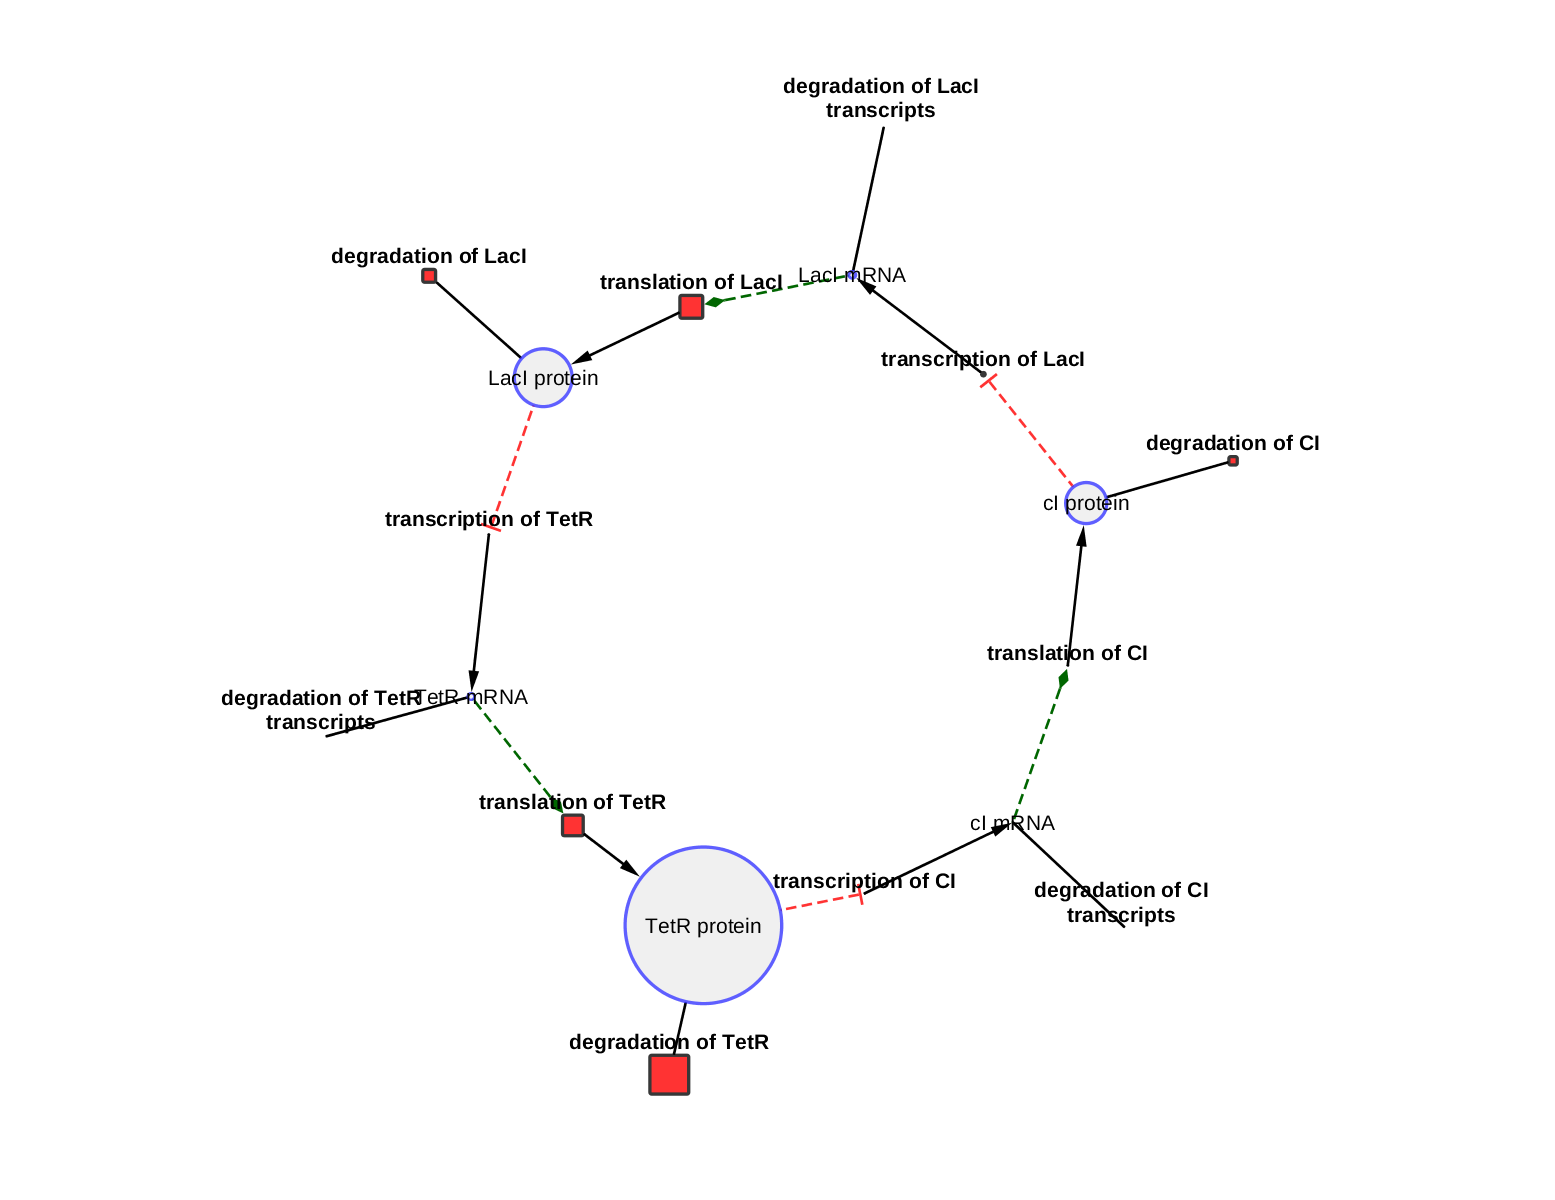 degradation of LacI
transcripts
degradation of LacI
translation of LacI
LacI mRNA
transcription of LacI
LacI protein
degradation of CI
cI protein
transcription of TetR
translation of CI
degradation of TetR
transcripts
TetR mRNA
translation of TetR
cI mRNA
transcription of CI
degradation of CI
transcripts
TetR protein
degradation of TetR